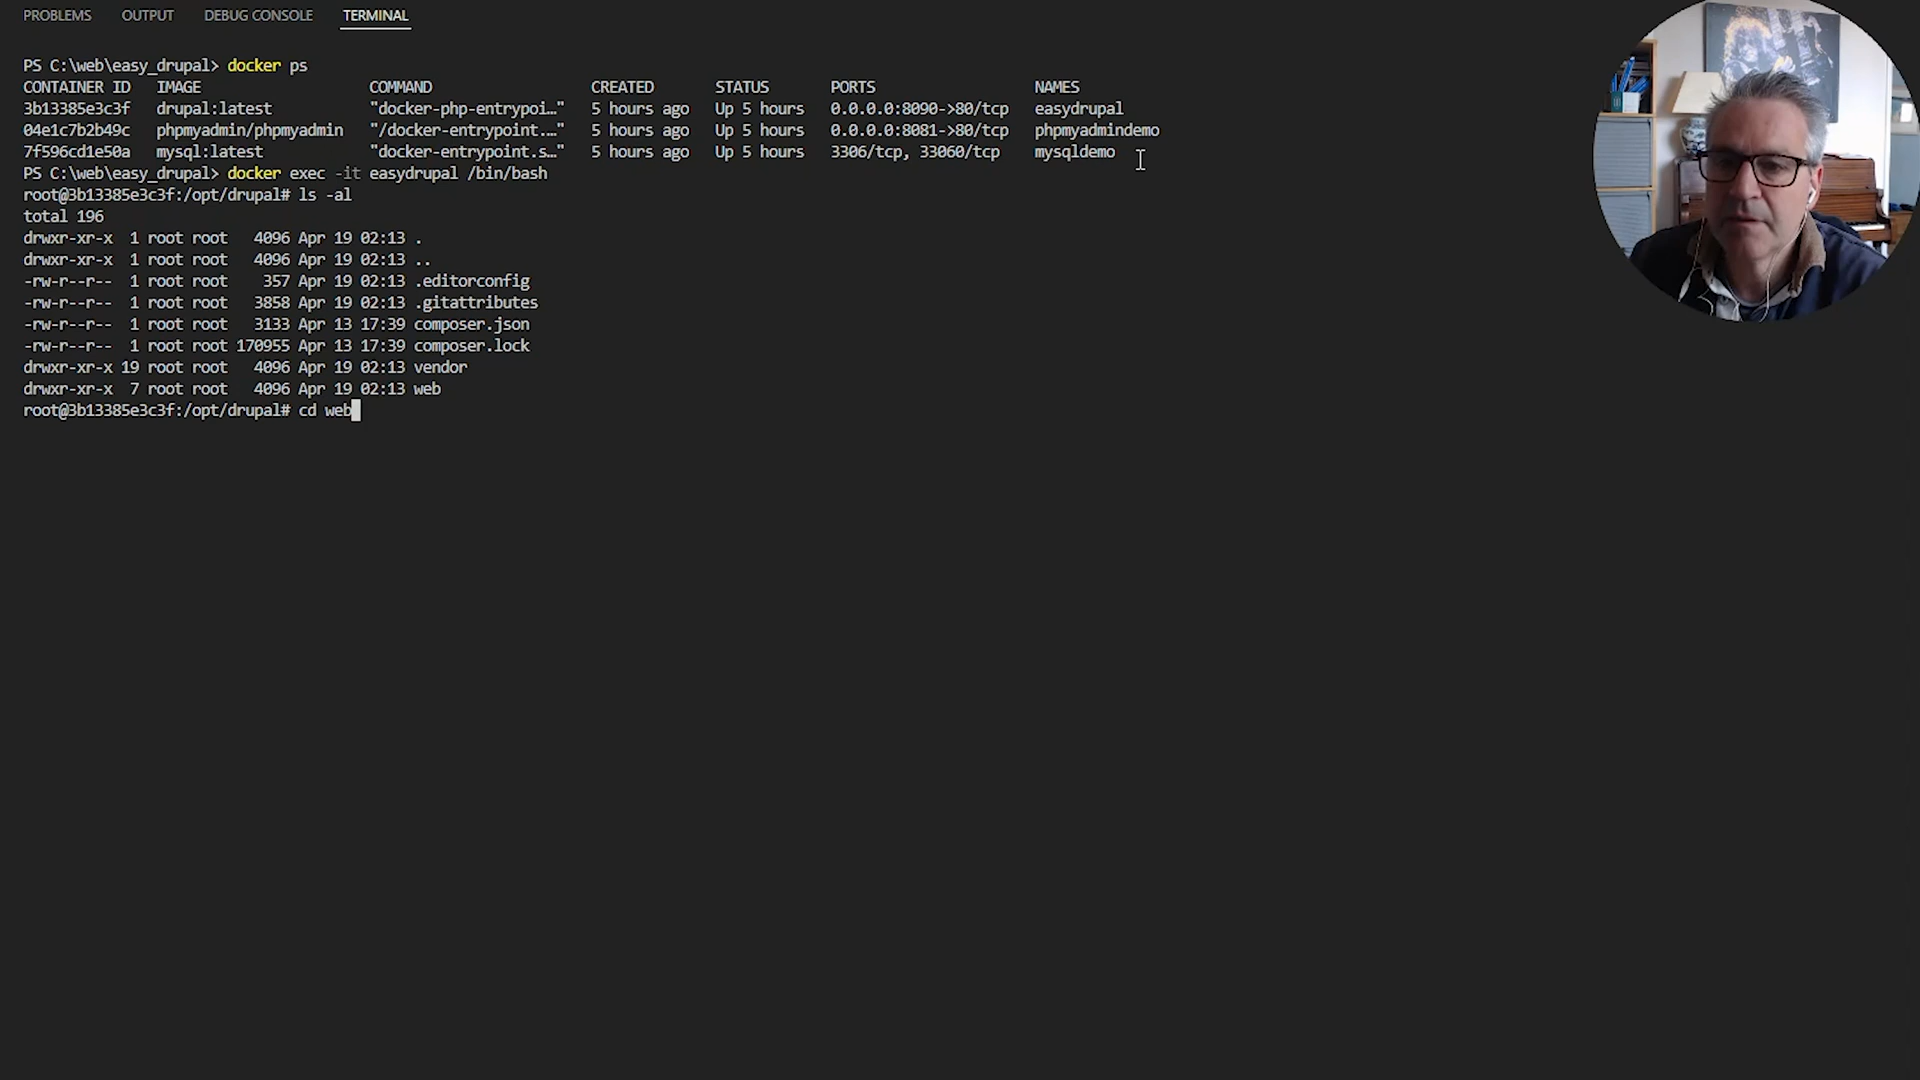 PROBLEMS OUTPUT DEBUG CONSOLE TERMINAL
PS C:\web\easy_drupal> docker ps
CONTAINER ID IMAGE COMMAND CREATED STATUS PORTS NAMES
3b13385e3c3f drupal:latest "docker-php-entrypoi…" 5 hours ago Up 5 hours 0.0.0.0:8090->80/tcp easydrupal
04e1c7b2b49c phpmyadmin/phpmyadmin "/docker-entrypoint.…" 5 hours ago Up 5 hours 0.0.0.0:8081->80/tcp phpmyadmindemo
7f596cd1e50a mysql:latest "docker-entrypoint.s…" 5 hours ago Up 5 hours 3306/tcp, 33060/tcp mysqldemo
PS C:\web\easy_drupal> docker exec -it easydrupal /bin/bash
root@3b13385e3c3f:/opt/drupal# ls -al
total 196
drwxr-xr-x 1 root root 4096 Apr 19 02:13 .
drwxr-xr-x 1 root root 4096 Apr 19 02:13 ..
-rw-r--r-- 1 root root 357 Apr 19 02:13 .editorconfig
-rw-r--r-- 1 root root 3858 Apr 19 02:13 .gitattributes
-rw-r--r-- 1 root root 3133 Apr 13 17:39 composer.json
-rw-r--r-- 1 root root 170955 Apr 13 17:39 composer.lock
drwxr-xr-x 19 root root 4096 Apr 19 02:13 vendor
drwxr-xr-x 7 root root 4096 Apr 19 02:13 web
root@3b13385e3c3f:/opt/drupal# cd web